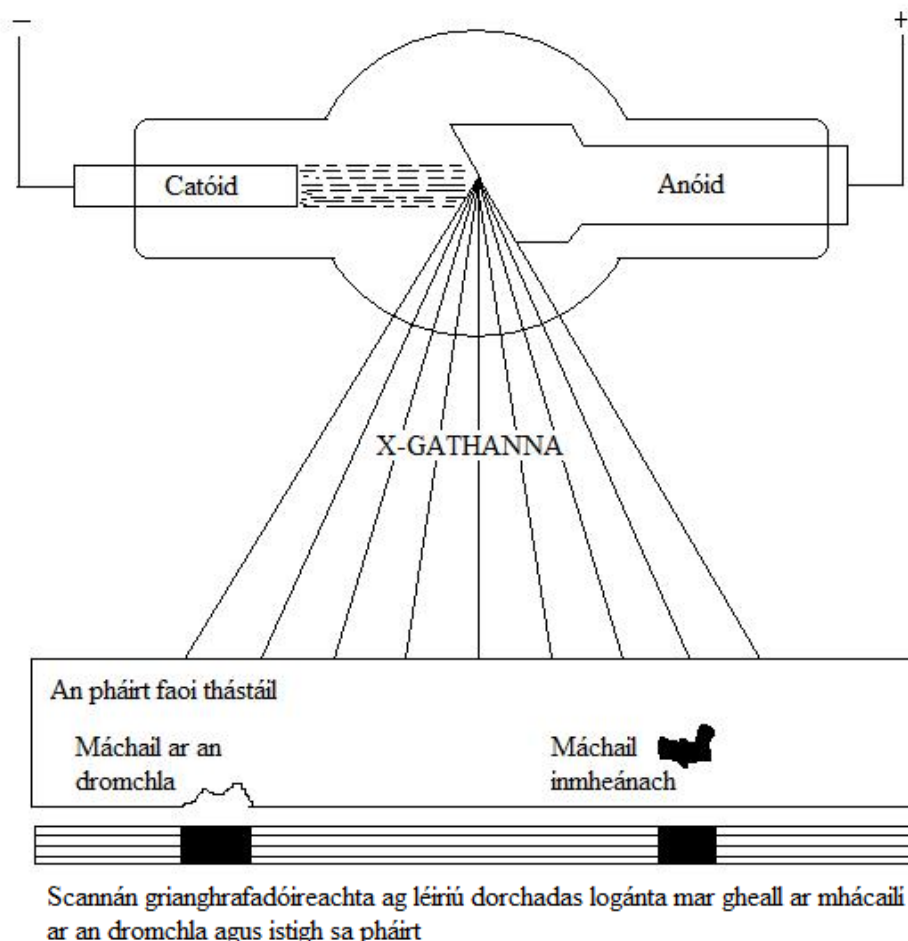 –
+
Catóid
Anóid
X-GATHANNA
An pháirt faoi thástáil
Máchail ar an
dromchla
Máchail
inmheánach
Scannán grianghrafadóireachta ag léiriú dorchadas logánta mar gheall ar mhácailí
ar an dromchla agus istigh sa pháirt